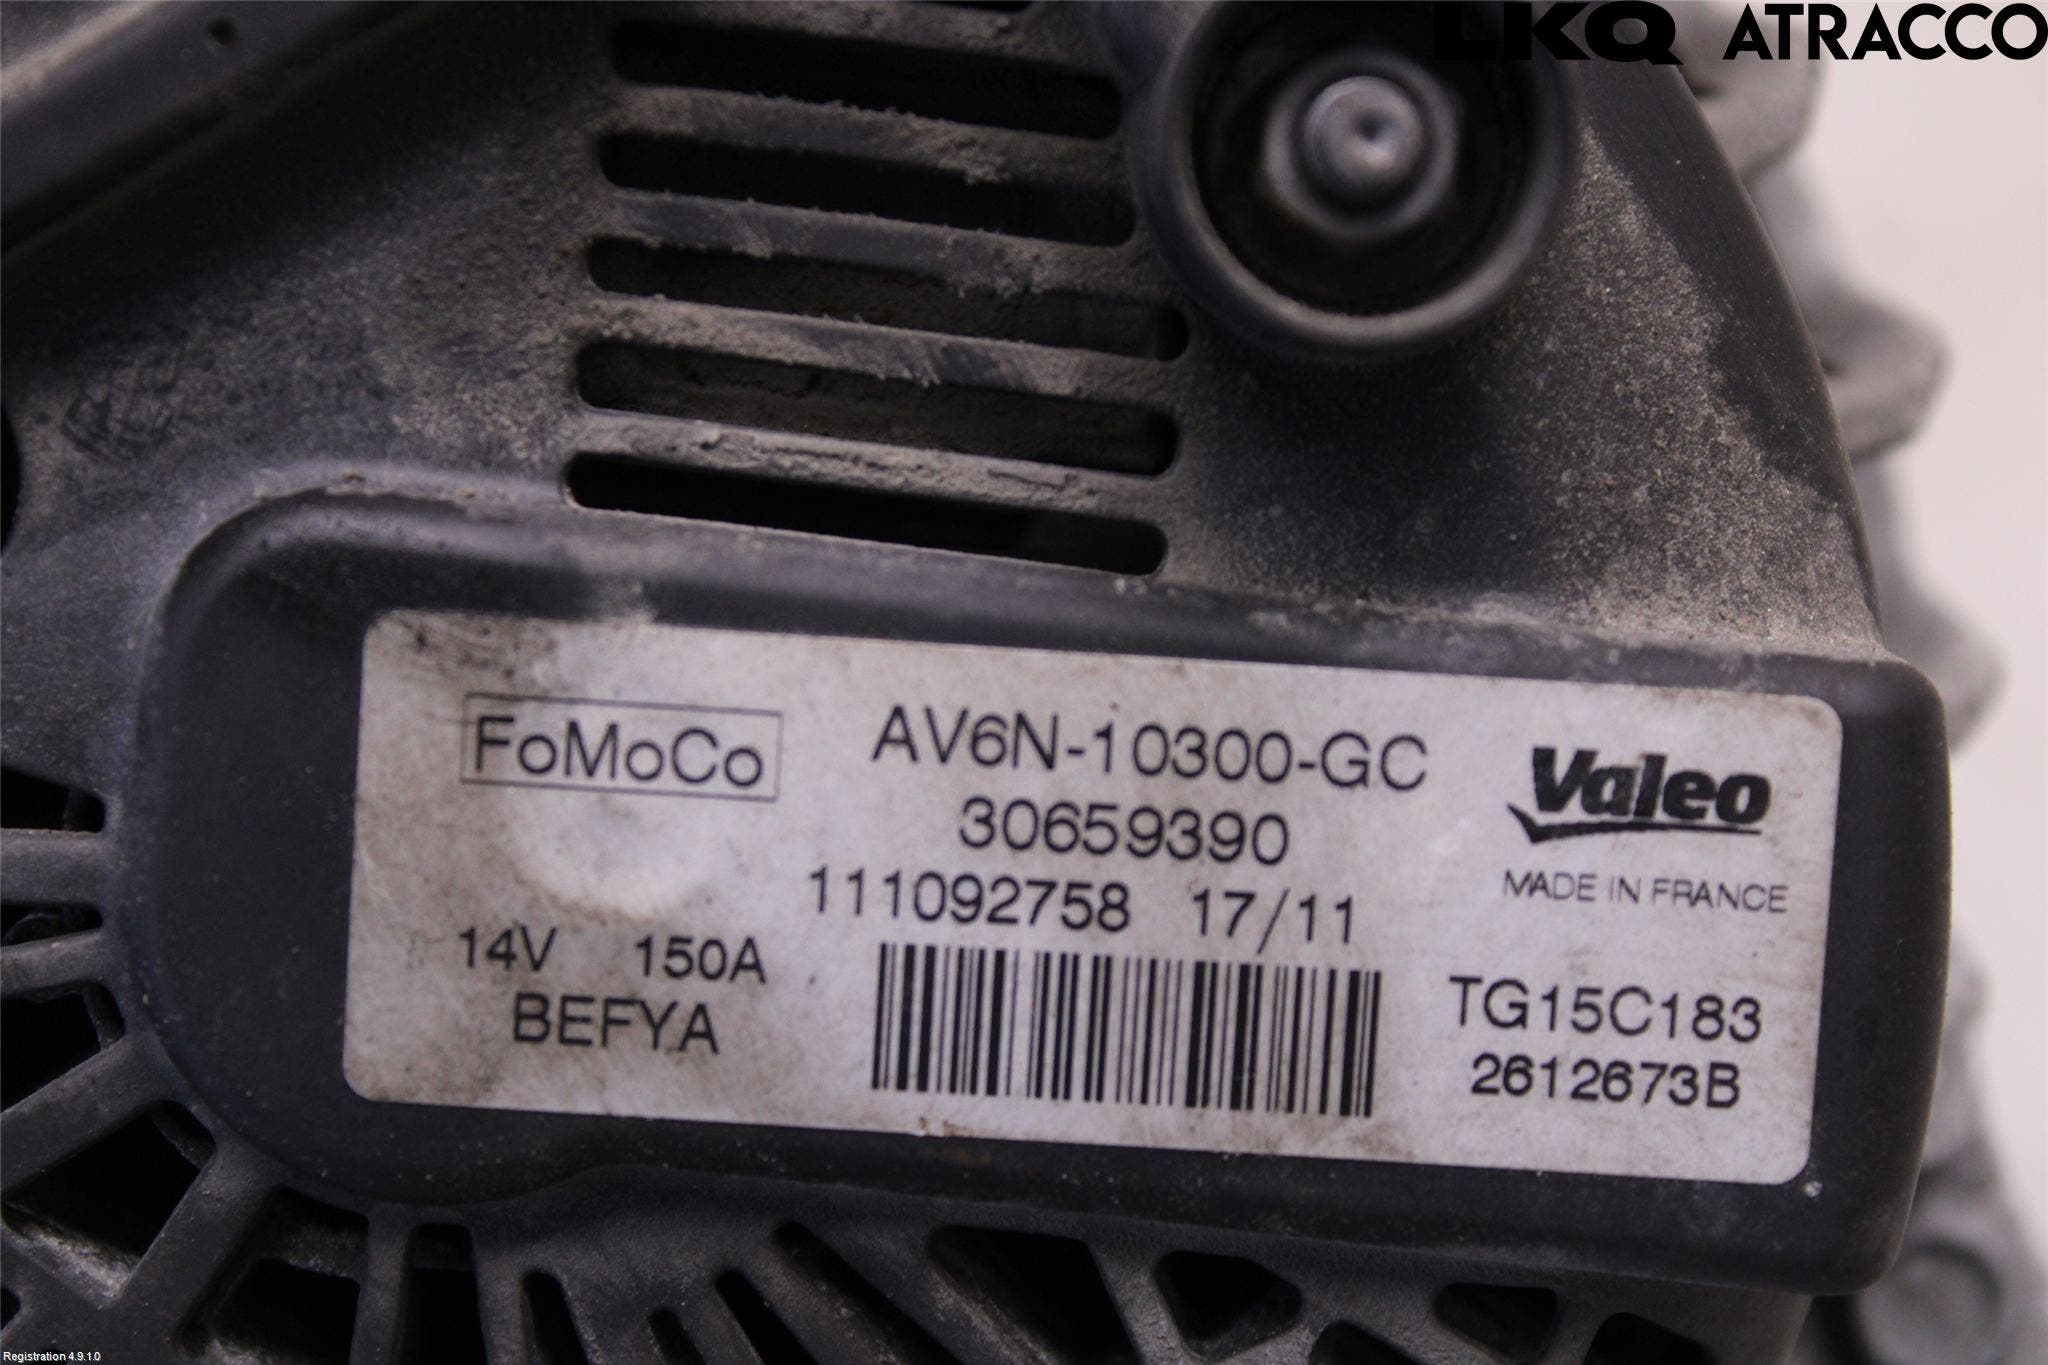 LKQ ATRACCO
FoMoCo
AV6N-10300-GC
30659390
111092758 17/11
Valeo
MADE IN FRANCE
14V 150A
BEFYA
TG15C183
2612673B
Registration 4.9.1.0